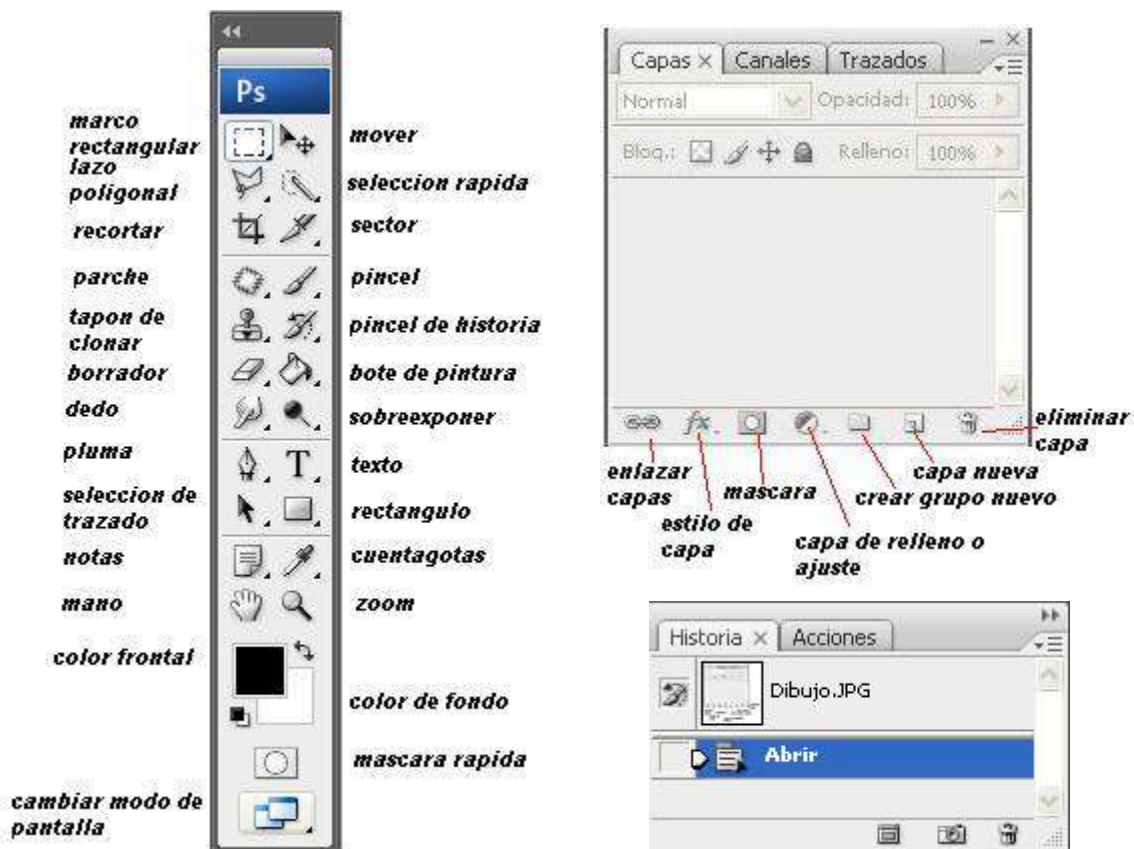 Ps
marco
rectangular
lazo
poligonal
recortar
parche
tapon de
clonar
borrador
dedo
pluma
seleccion de
trazado
notas
mano
color frontal
cambiar modo de
pantalla
mover
seleccion rapida
sector
pincel
pincel de historia
bote de pintura
sobreexponer
T
texto
rectangulo
cuentagotas
zoom
color de fondo
mascara rapida
Capas Canales Trazados
Normal Opacidad: 100%
Bloq.: Relleno: 100%
fx
eliminar
capa
enlazar
capas
mascara
capa nueva
crear grupo nuevo
estilo de
capa
capa de relleno o
ajuste
Historia Acciones
Dibujo.JPG
Abrir